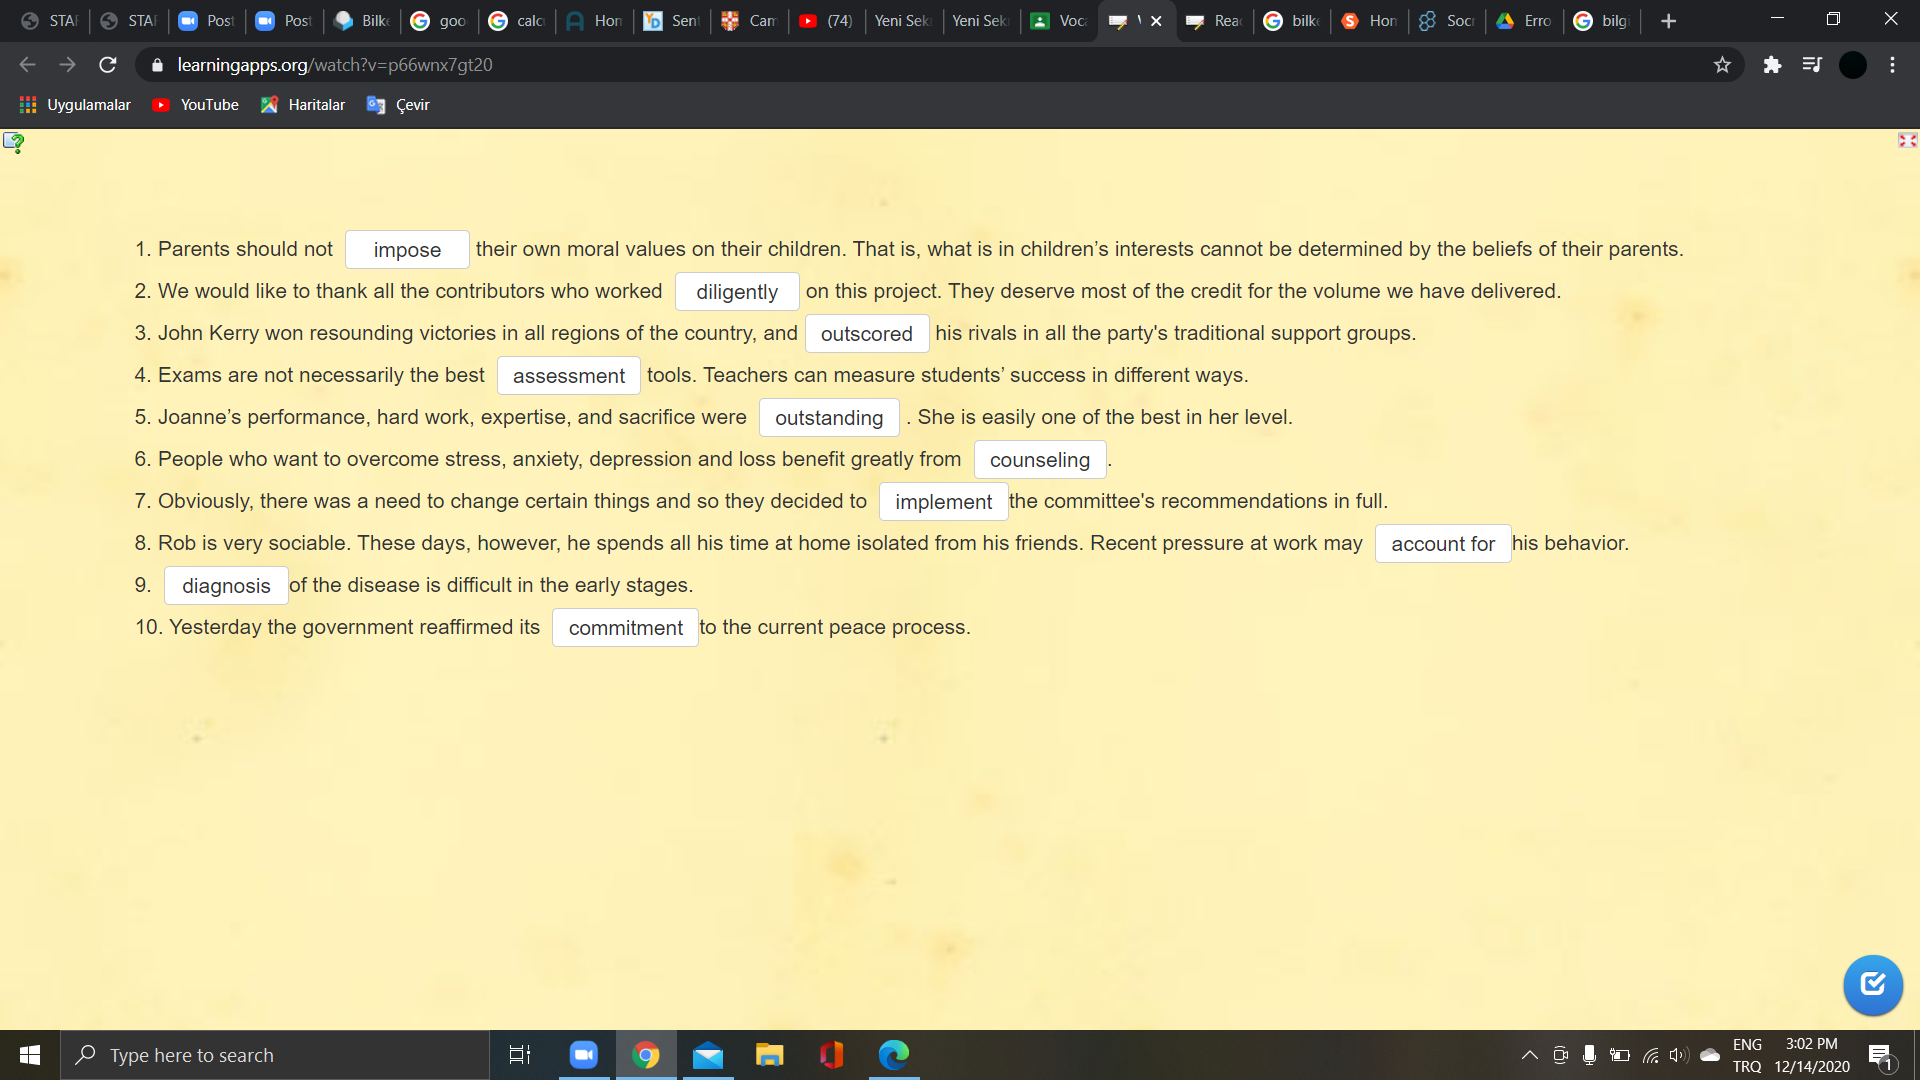 STAI STAI Post Post Bilke goo calcu Hon Sent Cam (74) Yeni Sek Yeni Sek Voca Read bilke Hon Socr Erro bilgi
learningapps.org/watch?v=p66wnx7gt20
Uygulamalar YouTube Haritalar Çevir
1. Parents should not impose their own moral values on their children. That is, what is in children’s interests cannot be determined by the beliefs of their parents.
2. We would like to thank all the contributors who worked diligently on this project. They deserve most of the credit for the volume we have delivered.
3. John Kerry won resounding victories in all regions of the country, and outscored his rivals in all the party's traditional support groups.
4. Exams are not necessarily the best assessment tools. Teachers can measure students’ success in different ways.
5. Joanne’s performance, hard work, expertise, and sacrifice were outstanding . She is easily one of the best in her level.
6. People who want to overcome stress, anxiety, depression and loss benefit greatly from counseling .
7. Obviously, there was a need to change certain things and so they decided to implement the committee's recommendations in full.
8. Rob is very sociable. These days, however, he spends all his time at home isolated from his friends. Recent pressure at work may account for his behavior.
9. diagnosis of the disease is difficult in the early stages.
10. Yesterday the government reaffirmed its commitment to the current peace process.
Type here to search
ENG 3:02 PM
TRQ 12/14/2020 1